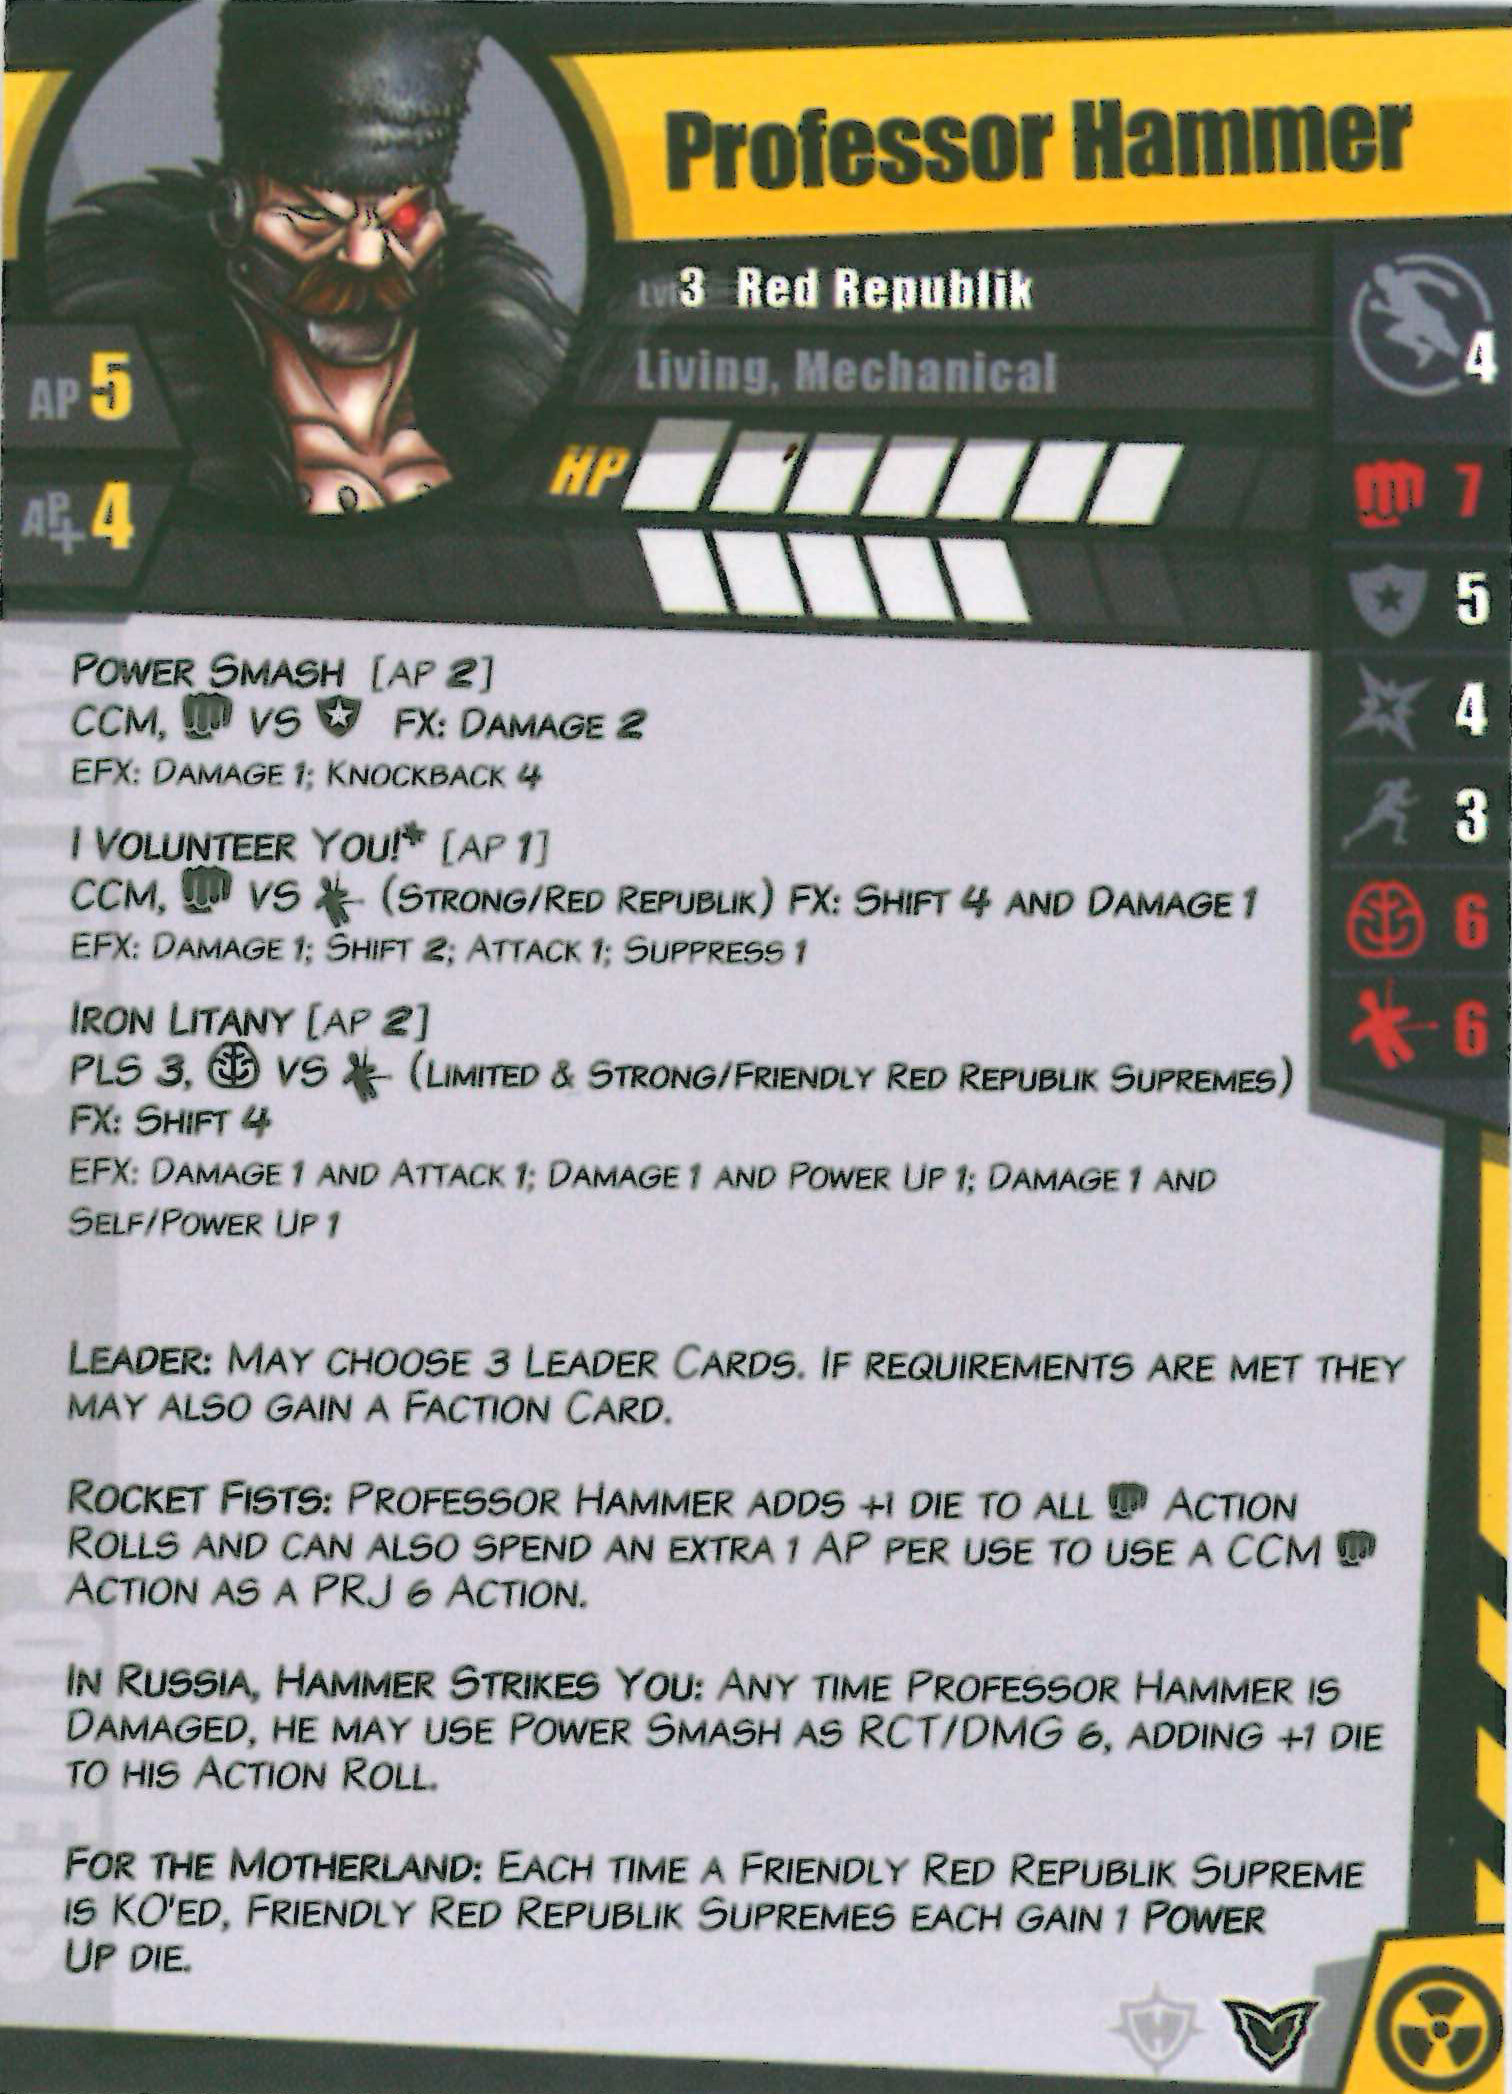 Professor Hammer
Lvl 3 Red Republik
Living, Mechanical
4
AP 5
HP
7
AP+ 4
5
4
3
6
6
POWER SMASH [AP 2]
CCM, VS FX: DAMAGE 2
EFX: DAMAGE 1; KNOCKBACK 4
I VOLUNTEER YOU!* [AP 1]
CCM, VS (STRONG/RED REPUBLIK) FX: SHIFT 4 AND DAMAGE 1
EFX: DAMAGE 1; SHIFT 2; ATTACK 1; SUPPRESS 1
IRON LITANY [AP 2]
PLS 3, VS (LIMITED & STRONG/FRIENDLY RED REPUBLIK SUPREMES)
FX: SHIFT 4
EFX: DAMAGE 1 AND ATTACK 1; DAMAGE 1 AND POWER UP 1; DAMAGE 1 AND
SELF/POWER UP 1
LEADER: MAY CHOOSE 3 LEADER CARDS. IF REQUIREMENTS ARE MET THEY
MAY ALSO GAIN A FACTION CARD.
ROCKET FISTS: PROFESSOR HAMMER ADDS +1 DIE TO ALL ACTION
ROLLS AND CAN ALSO SPEND AN EXTRA 1 AP PER USE TO USE A CCM
ACTION AS A PRJ 6 ACTION.
IN RUSSIA, HAMMER STRIKES YOU: ANY TIME PROFESSOR HAMMER IS
DAMAGED, HE MAY USE POWER SMASH AS RCT/DMG 6, ADDING +1 DIE
TO HIS ACTION ROLL.
FOR THE MOTHERLAND: EACH TIME A FRIENDLY RED REPUBLIK SUPREME
IS KO'ED, FRIENDLY RED REPUBLIK SUPREMES EACH GAIN 1 POWER
UP DIE.